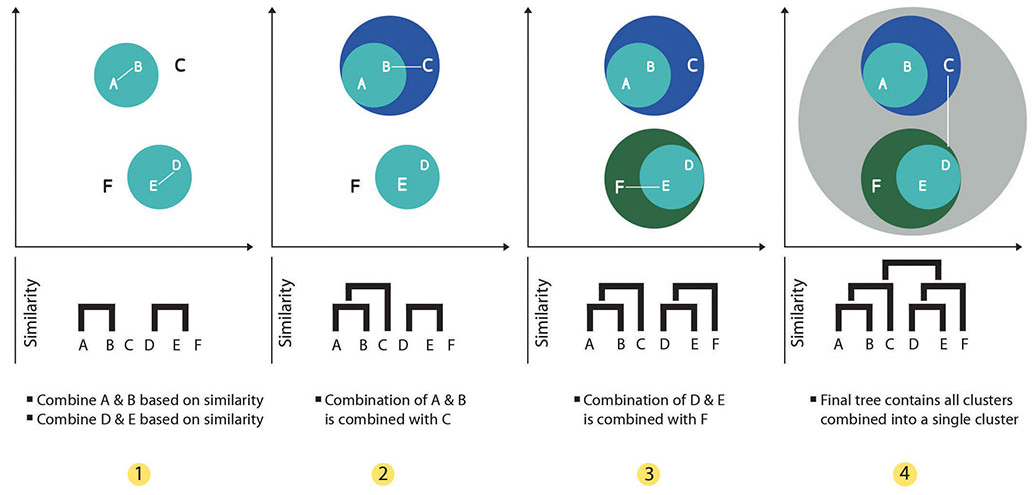 B
A
C
D
E
F
B
C
A
D
E
F
B
C
A
D
F
E
B
C
A
D
F
E
Similarity
A B C D E F
Similarity
A B C D E F
Similarity
A B C D E F
Similarity
A B C D E F
■ Combine A & B based on similarity
■ Combine D & E based on similarity
■ Combination of A & B
is combined with C
■ Combination of D & E
is combined with F
■ Final tree contains all clusters
combined into a single cluster
1
2
3
4